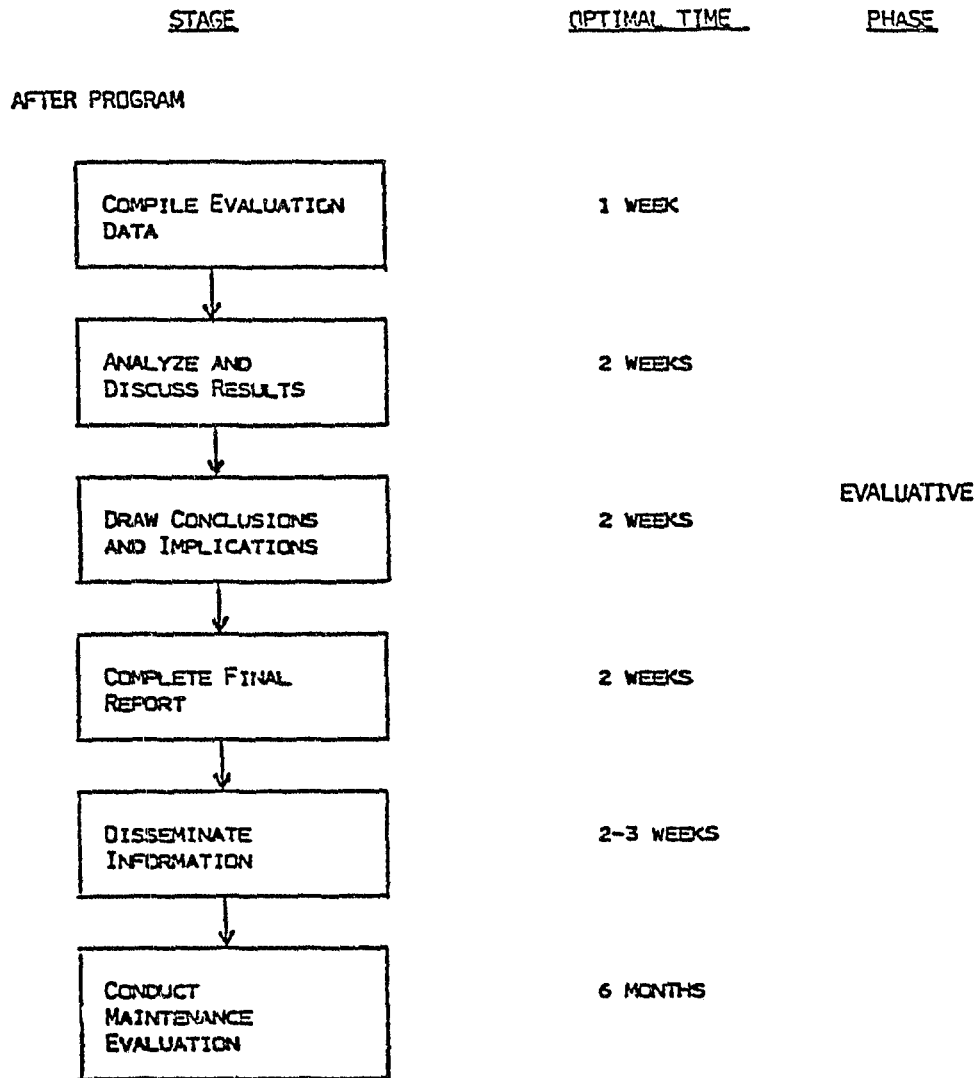 STAGE OPTIMAL TIME PHASE
AFTER PROGRAM
COMPILE EVALUATION 1 WEEK
DATA
ANALYZE AND 2 WEEKS
DISCUSS RESULTS
EVALUATIVE
DRAW CONCLUSIONS 2 WEEKS
AND IMPLICATIONS
COMPLETE FINAL 2 WEEKS
REPORT
DISSEMINATE 2-3 WEEKS
INFORMATION
CONDUCT 6 MONTHS
MAINTENANCE
EVALUATION